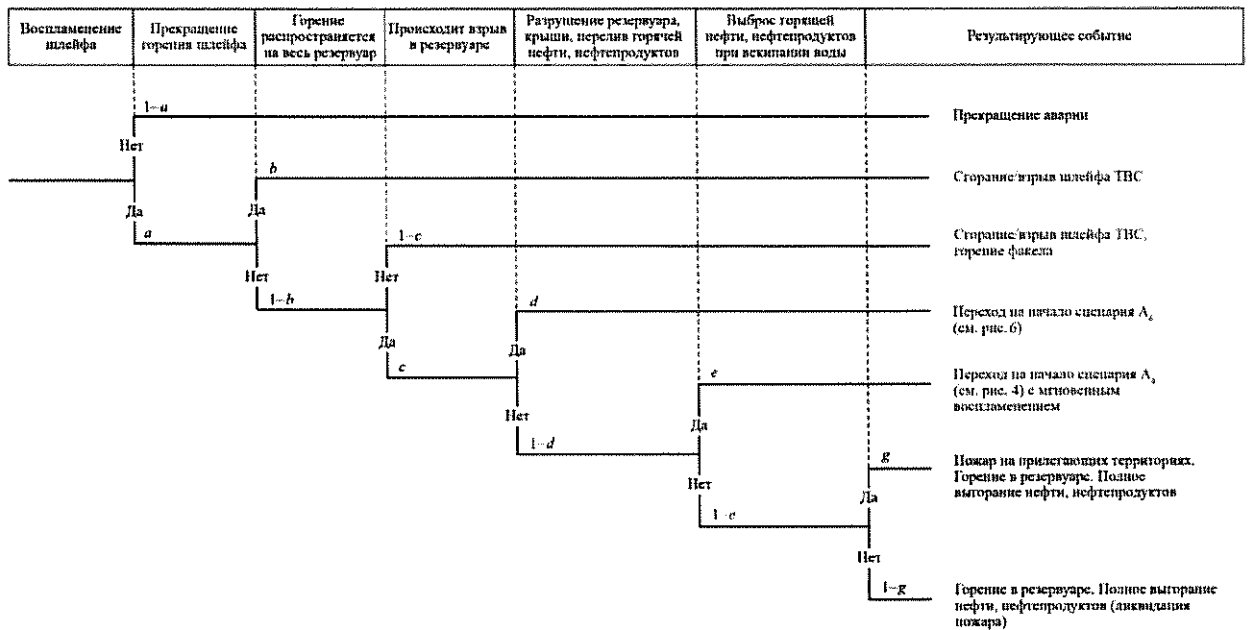 Воспламенение
шлейфа
Прекращение
горения шлейфа
Горение
распространяется
на весь резервуар
Происходит взрыв
в резервуаре
Разрушение резервуара,
крыши, перелив горячей
нефти, нефтепродуктов
Выброс горящей
нефти, нефтепродуктов
при вскипании воды
Результирующее событие
1–a
Прекращение аварии
Нет
b
Сгорание/взрыв шлейфа ТВС
Да
Да
a
1–c
Сгорание/взрыв шлейфа ТВС,
горение факела
Нет
Нет
1–b
d
Переход на начало сценария А
(см. рис. 6)
Да
Да
c
e
Переход на начало сценария А
(см. рис. 4) с мгновенным
воспламенением
Нет
Да
1–d
g
Пожар на прилегающих территориях.
Горение в резервуаре. Полное
выгорание нефти, нефтепродуктов
Нет
Да
1–e
Нет
1–g
Горение в резервуаре. Полное выгорание
нефти, нефтепродуктов (ликвидация
пожара)